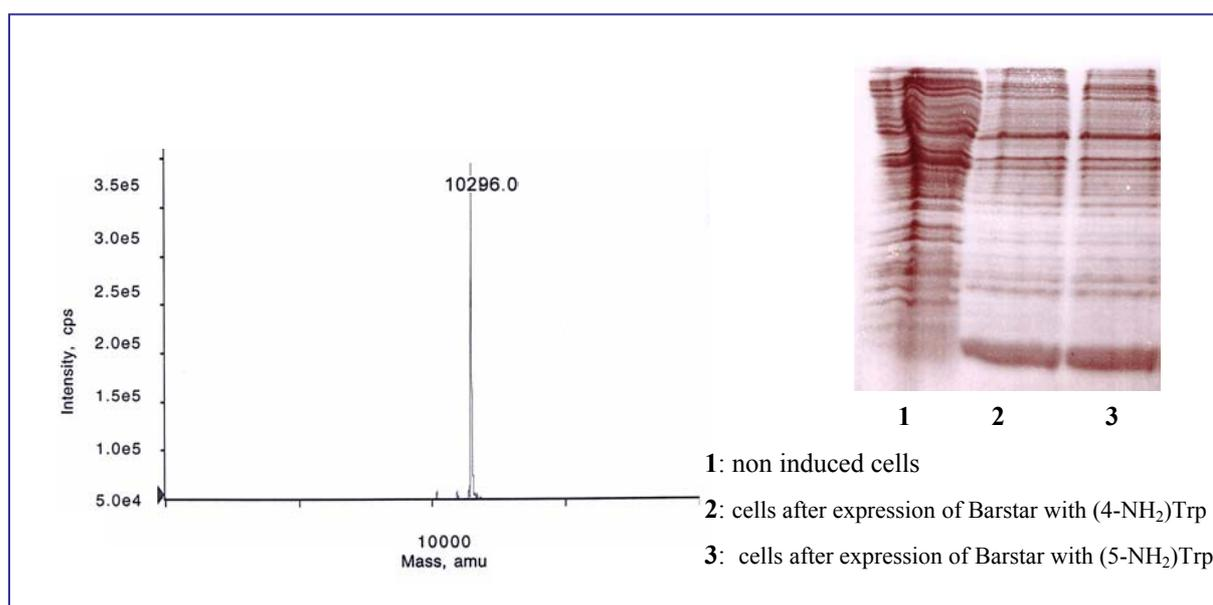 10296.0
3.5e5
3.0e5
2.5e5
2.0e5
1.5e5
1.0e5
5.0e4
Intensity, cps
10000
Mass, amu
1 2 3
1: non induced cells
2: cells after expression of Barstar with (4-NH₂)Trp
3: cells after expression of Barstar with (5-NH₂)Trp